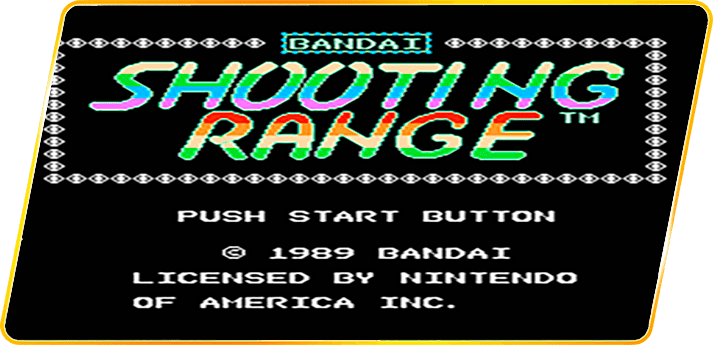 BANDAI
SHOOTING
RANGE™
PUSH START BUTTON
© 1989 BANDAI
LICENSED BY NINTENDO
OF AMERICA INC.